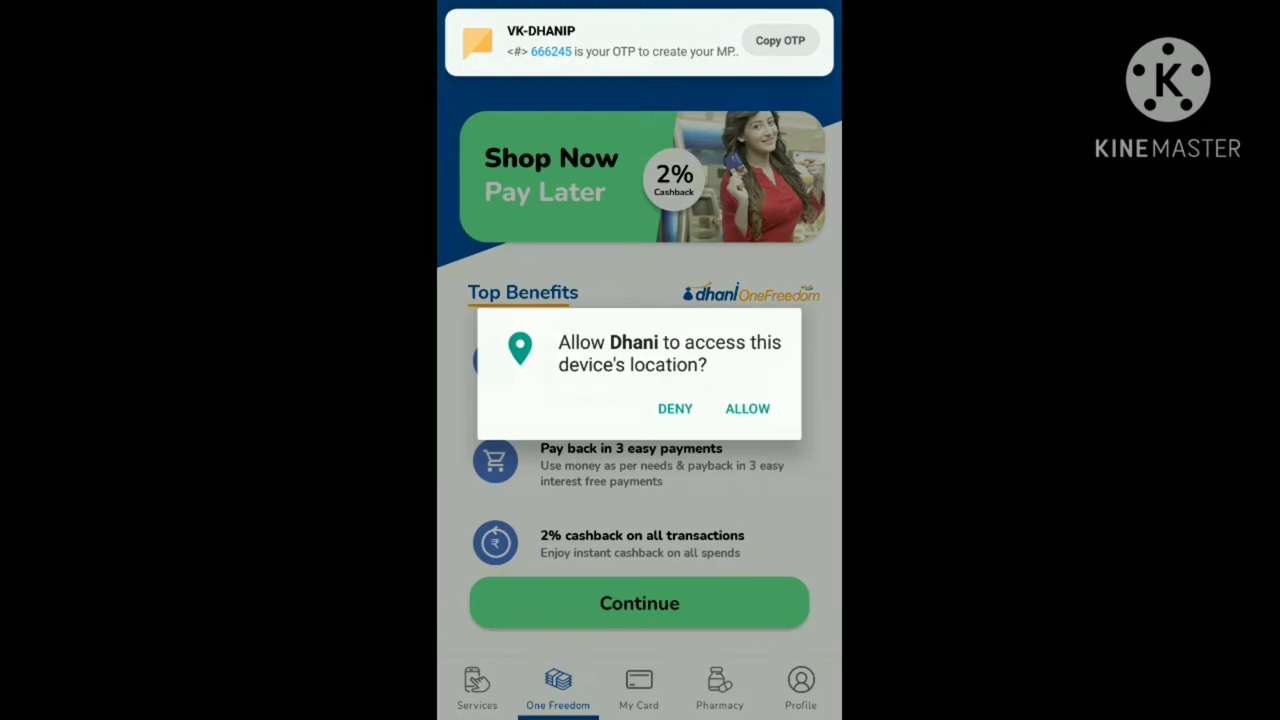 VK-DHANIP
<#> 666245 is your OTP to create your MP..
Copy OTP
K
KINEMASTER
Shop Now
Pay Later
2%
Cashback
Top Benefits
dhani OneFreedom
Allow Dhani to access this
device's location?
DENY
ALLOW
Pay back in 3 easy payments
Use money as per needs & payback in 3 easy
interest free payments
2% cashback on all transactions
Enjoy instant cashback on all spends
Continue
Services
One Freedom
My Card
Pharmacy
Profile